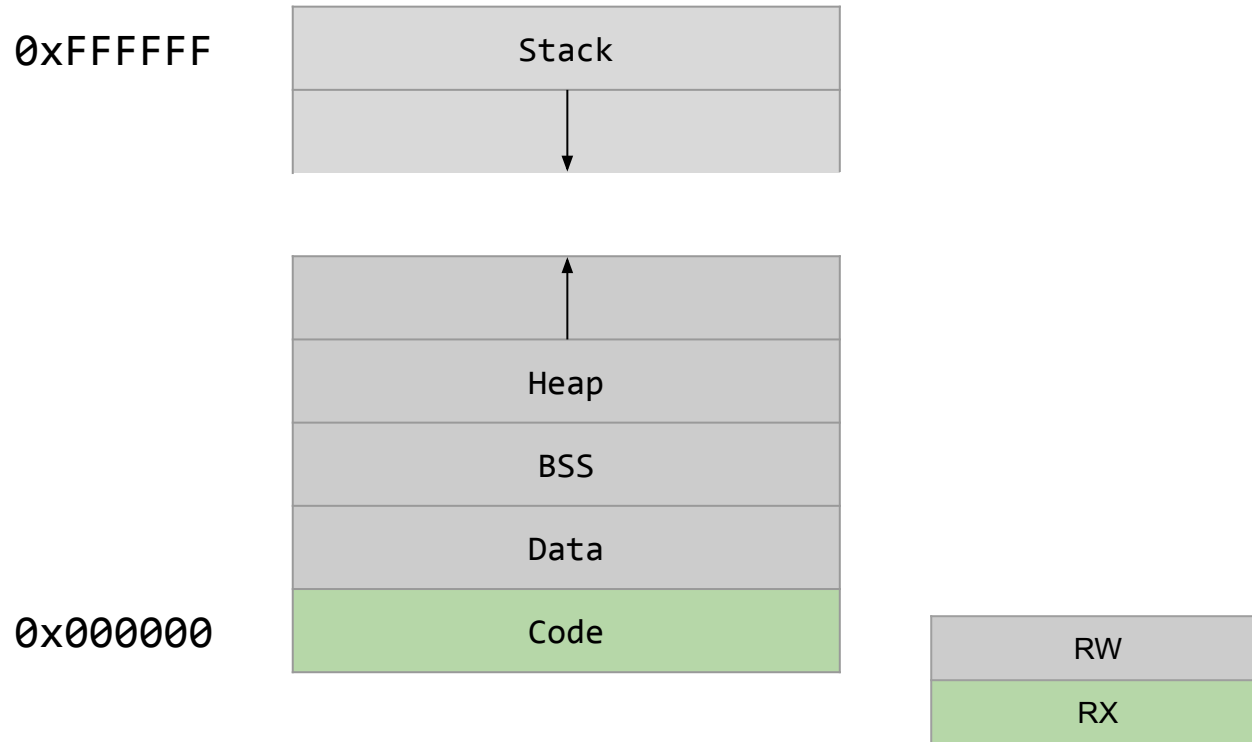 0xFFFFFF
Stack
Heap
BSS
Data
0x000000
Code
RW
RX